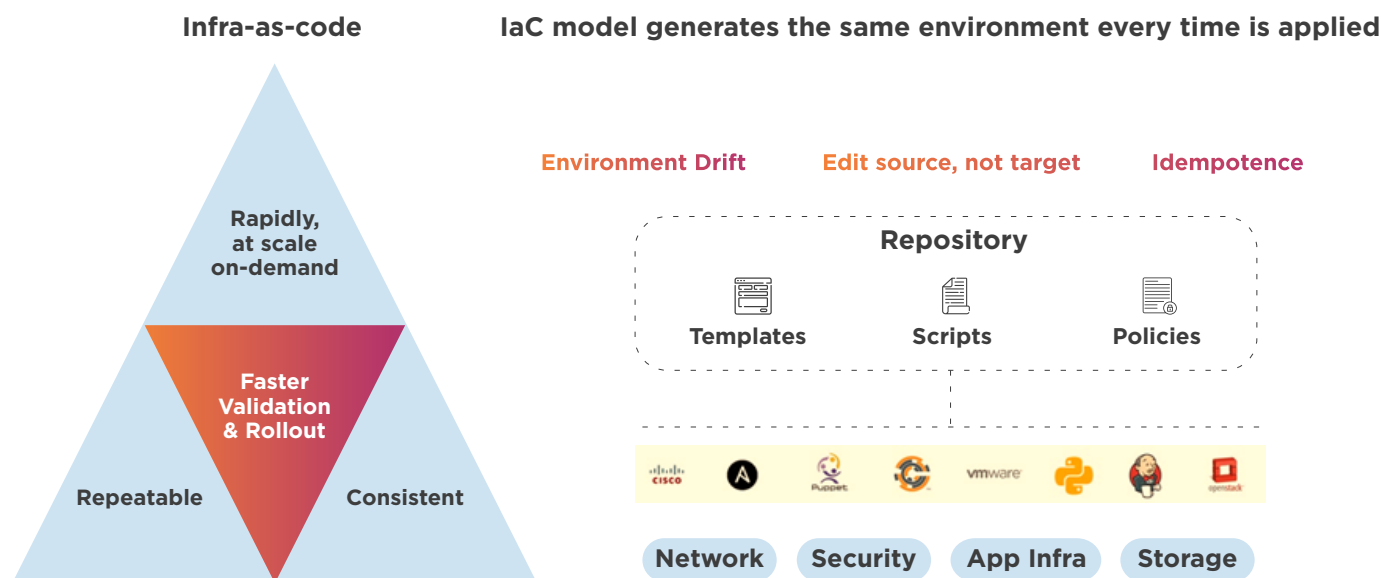 Infra-as-code
IaC model generates the same environment every time is applied
Rapidly,
at scale
on-demand
Faster
Validation
& Rollout
Repeatable
Consistent
Environment Drift
Edit source, not target
Idempotence
Repository
Templates
Scripts
Policies
CISCO
A
Puppet
vmware
openstack
Network
Security
App Infra
Storage